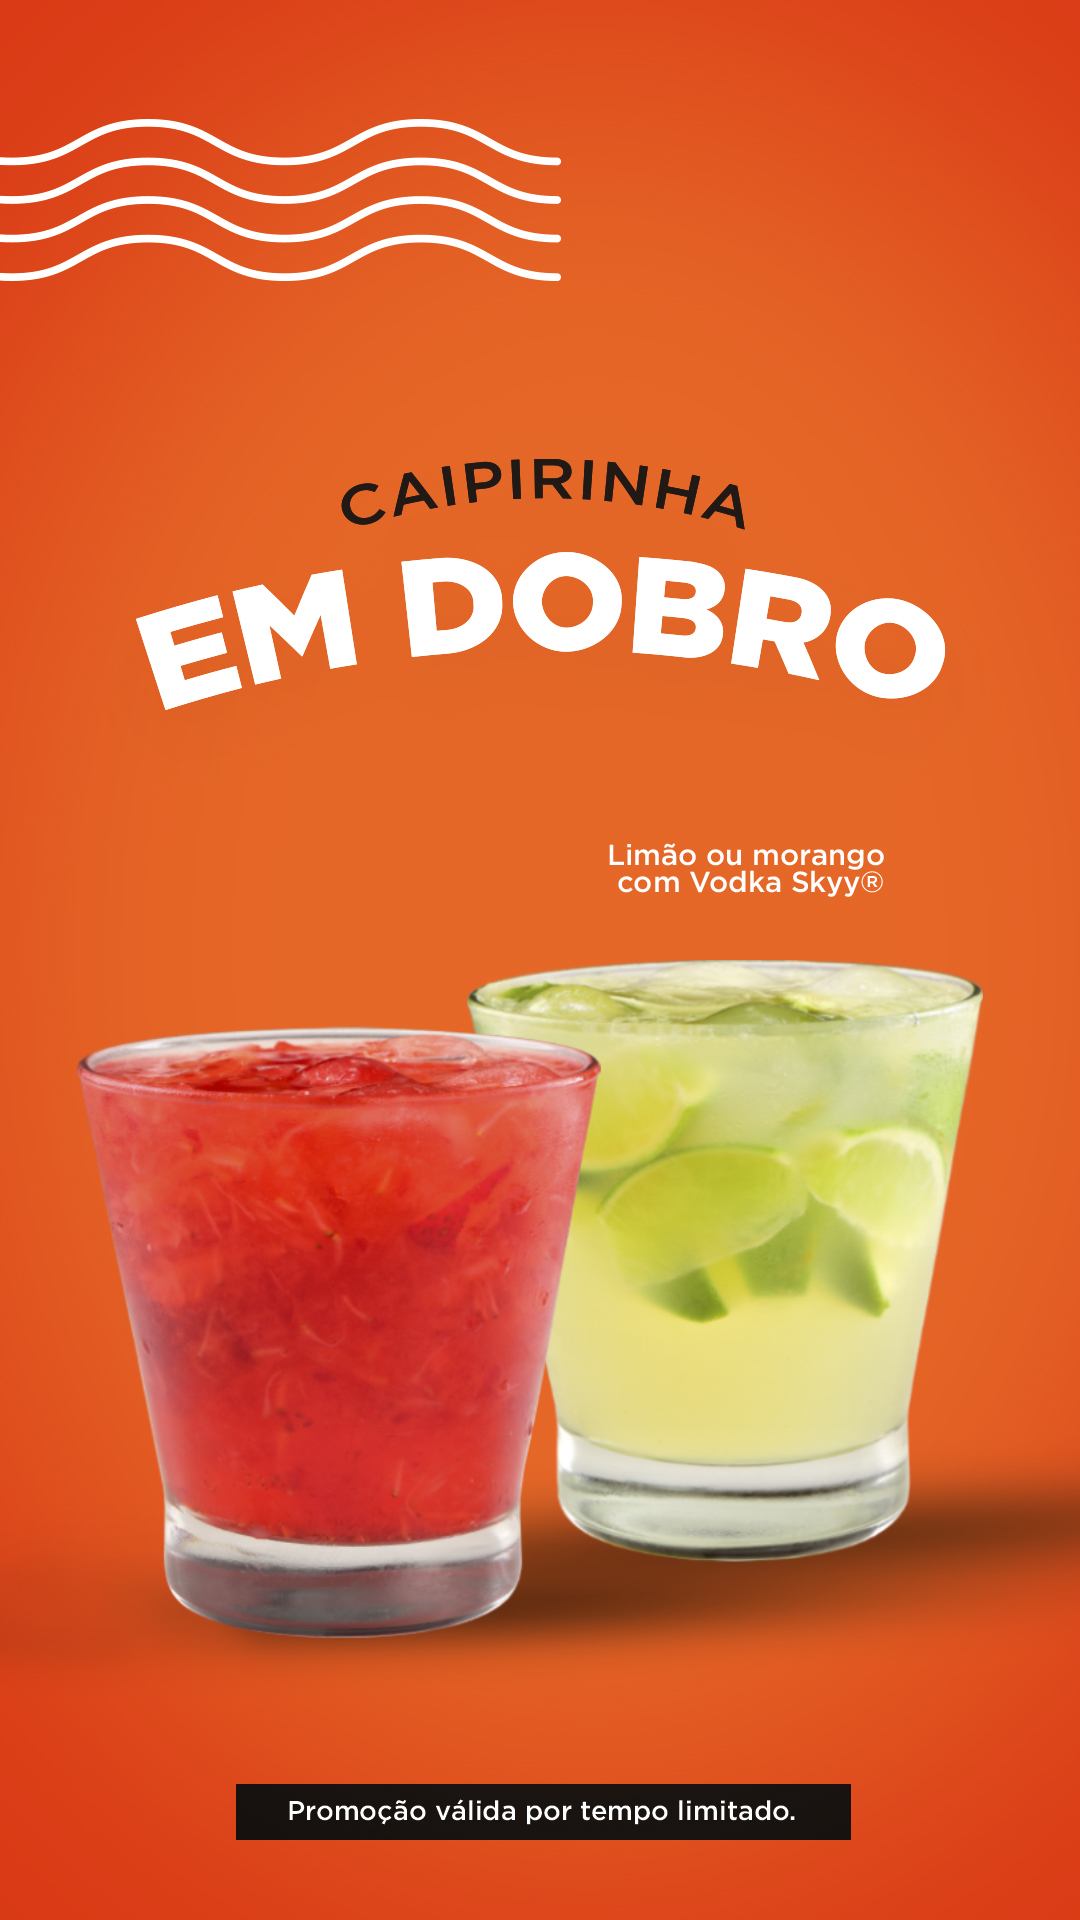 CAIPIRINHA
EM DOBRO
Limão ou morango
com Vodka Skyy®
Promoção válida por tempo limitado.